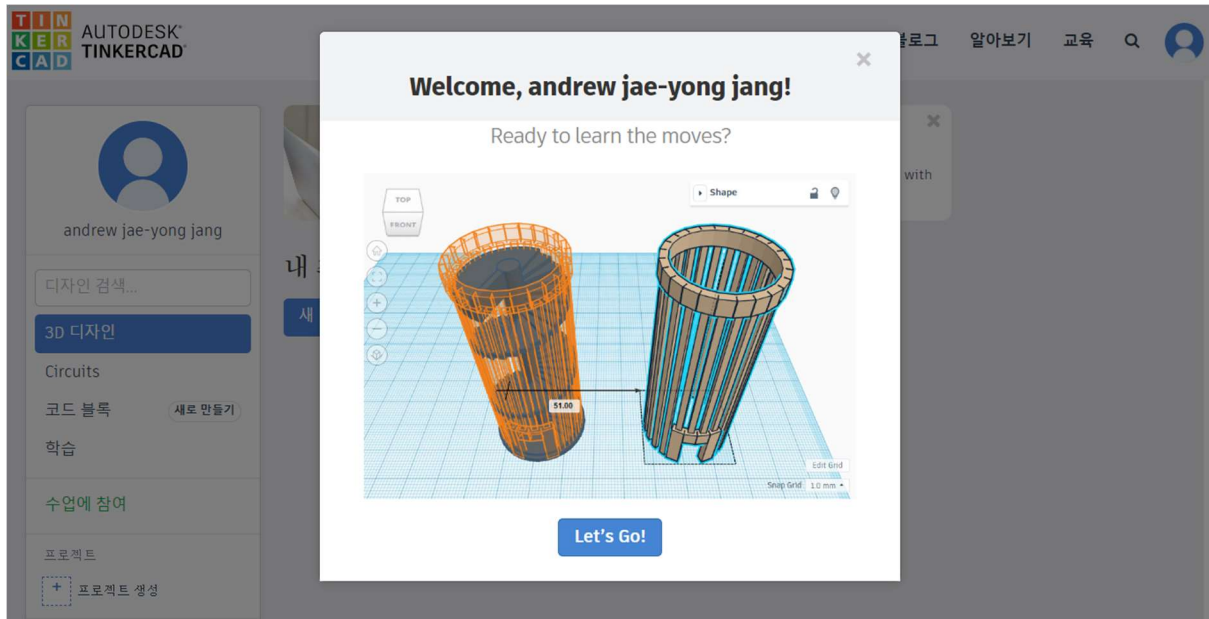 TIN
KER
CAD
AUTODESK®
TINKERCAD®
블로그
알아보기
교육
Welcome, andrew jae-yong jang!
Ready to learn the moves?
with
andrew jae-yong jang
디자인 검색...
3D 디자인
Circuits
코드 블록
새로 만들기
학습
수업에 참여
프로젝트
+ 프로젝트 생성
내
새
TOP
FRONT
Shape
51.00
Edit Grid
Snap Grid 1.0 mm
Let's Go!